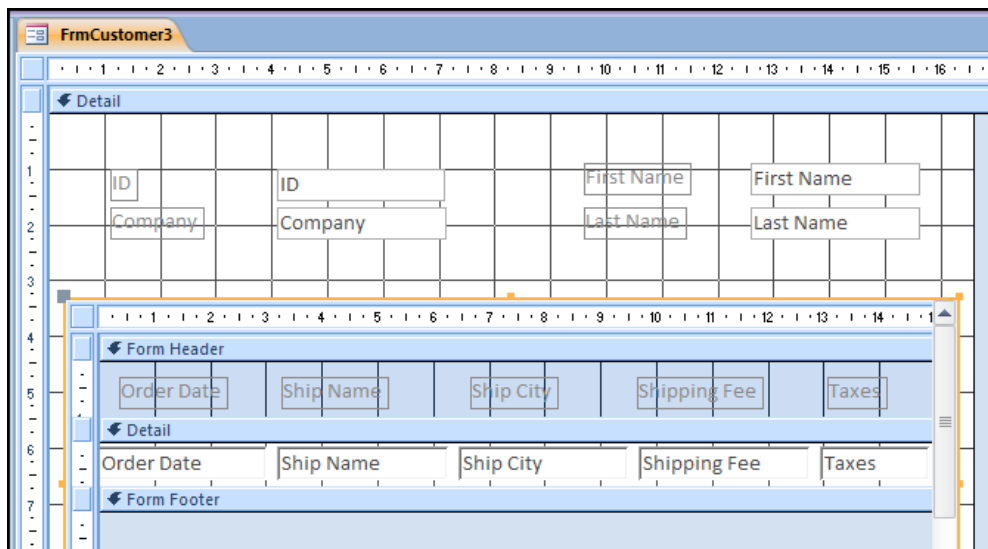 FrmCustomer3
1 2 3 4 5 6 7 8 9 10 11 12 13 14 15 16
Detail
1
ID ID First Name First Name
2
Company Company Last Name Last Name
3
1 2 3 4 5 6 7 8 9 10 11 12 13 14 1
4
Form Header
5
Order Date Ship Name Ship City Shipping Fee Taxes
Detail
6
Order Date Ship Name Ship City Shipping Fee Taxes
7
Form Footer